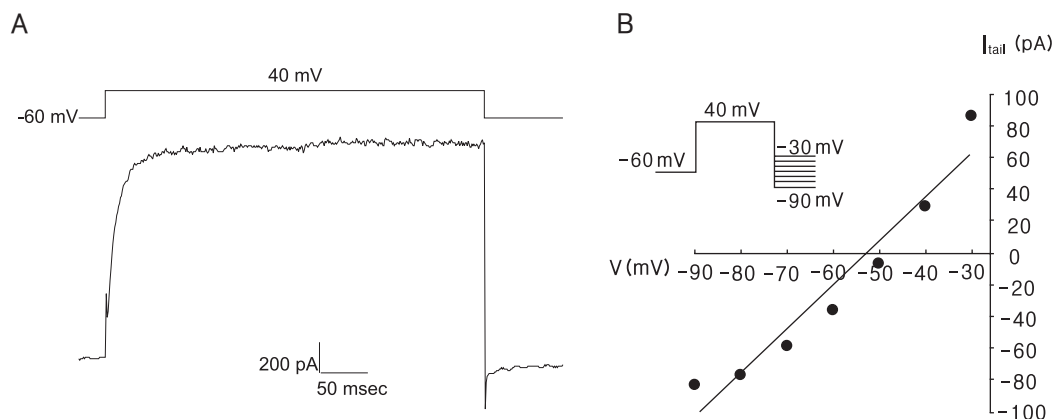 A
40 mV
-60 mV
200 pA
50 msec
B
Itail (pA)
40 mV
−60 mV
−30 mV
−90 mV
100
80
60
40
20
0
−20
−40
−60
−80
−100
V (mV)
−90 −80 −70 −60 −50 −40 −30